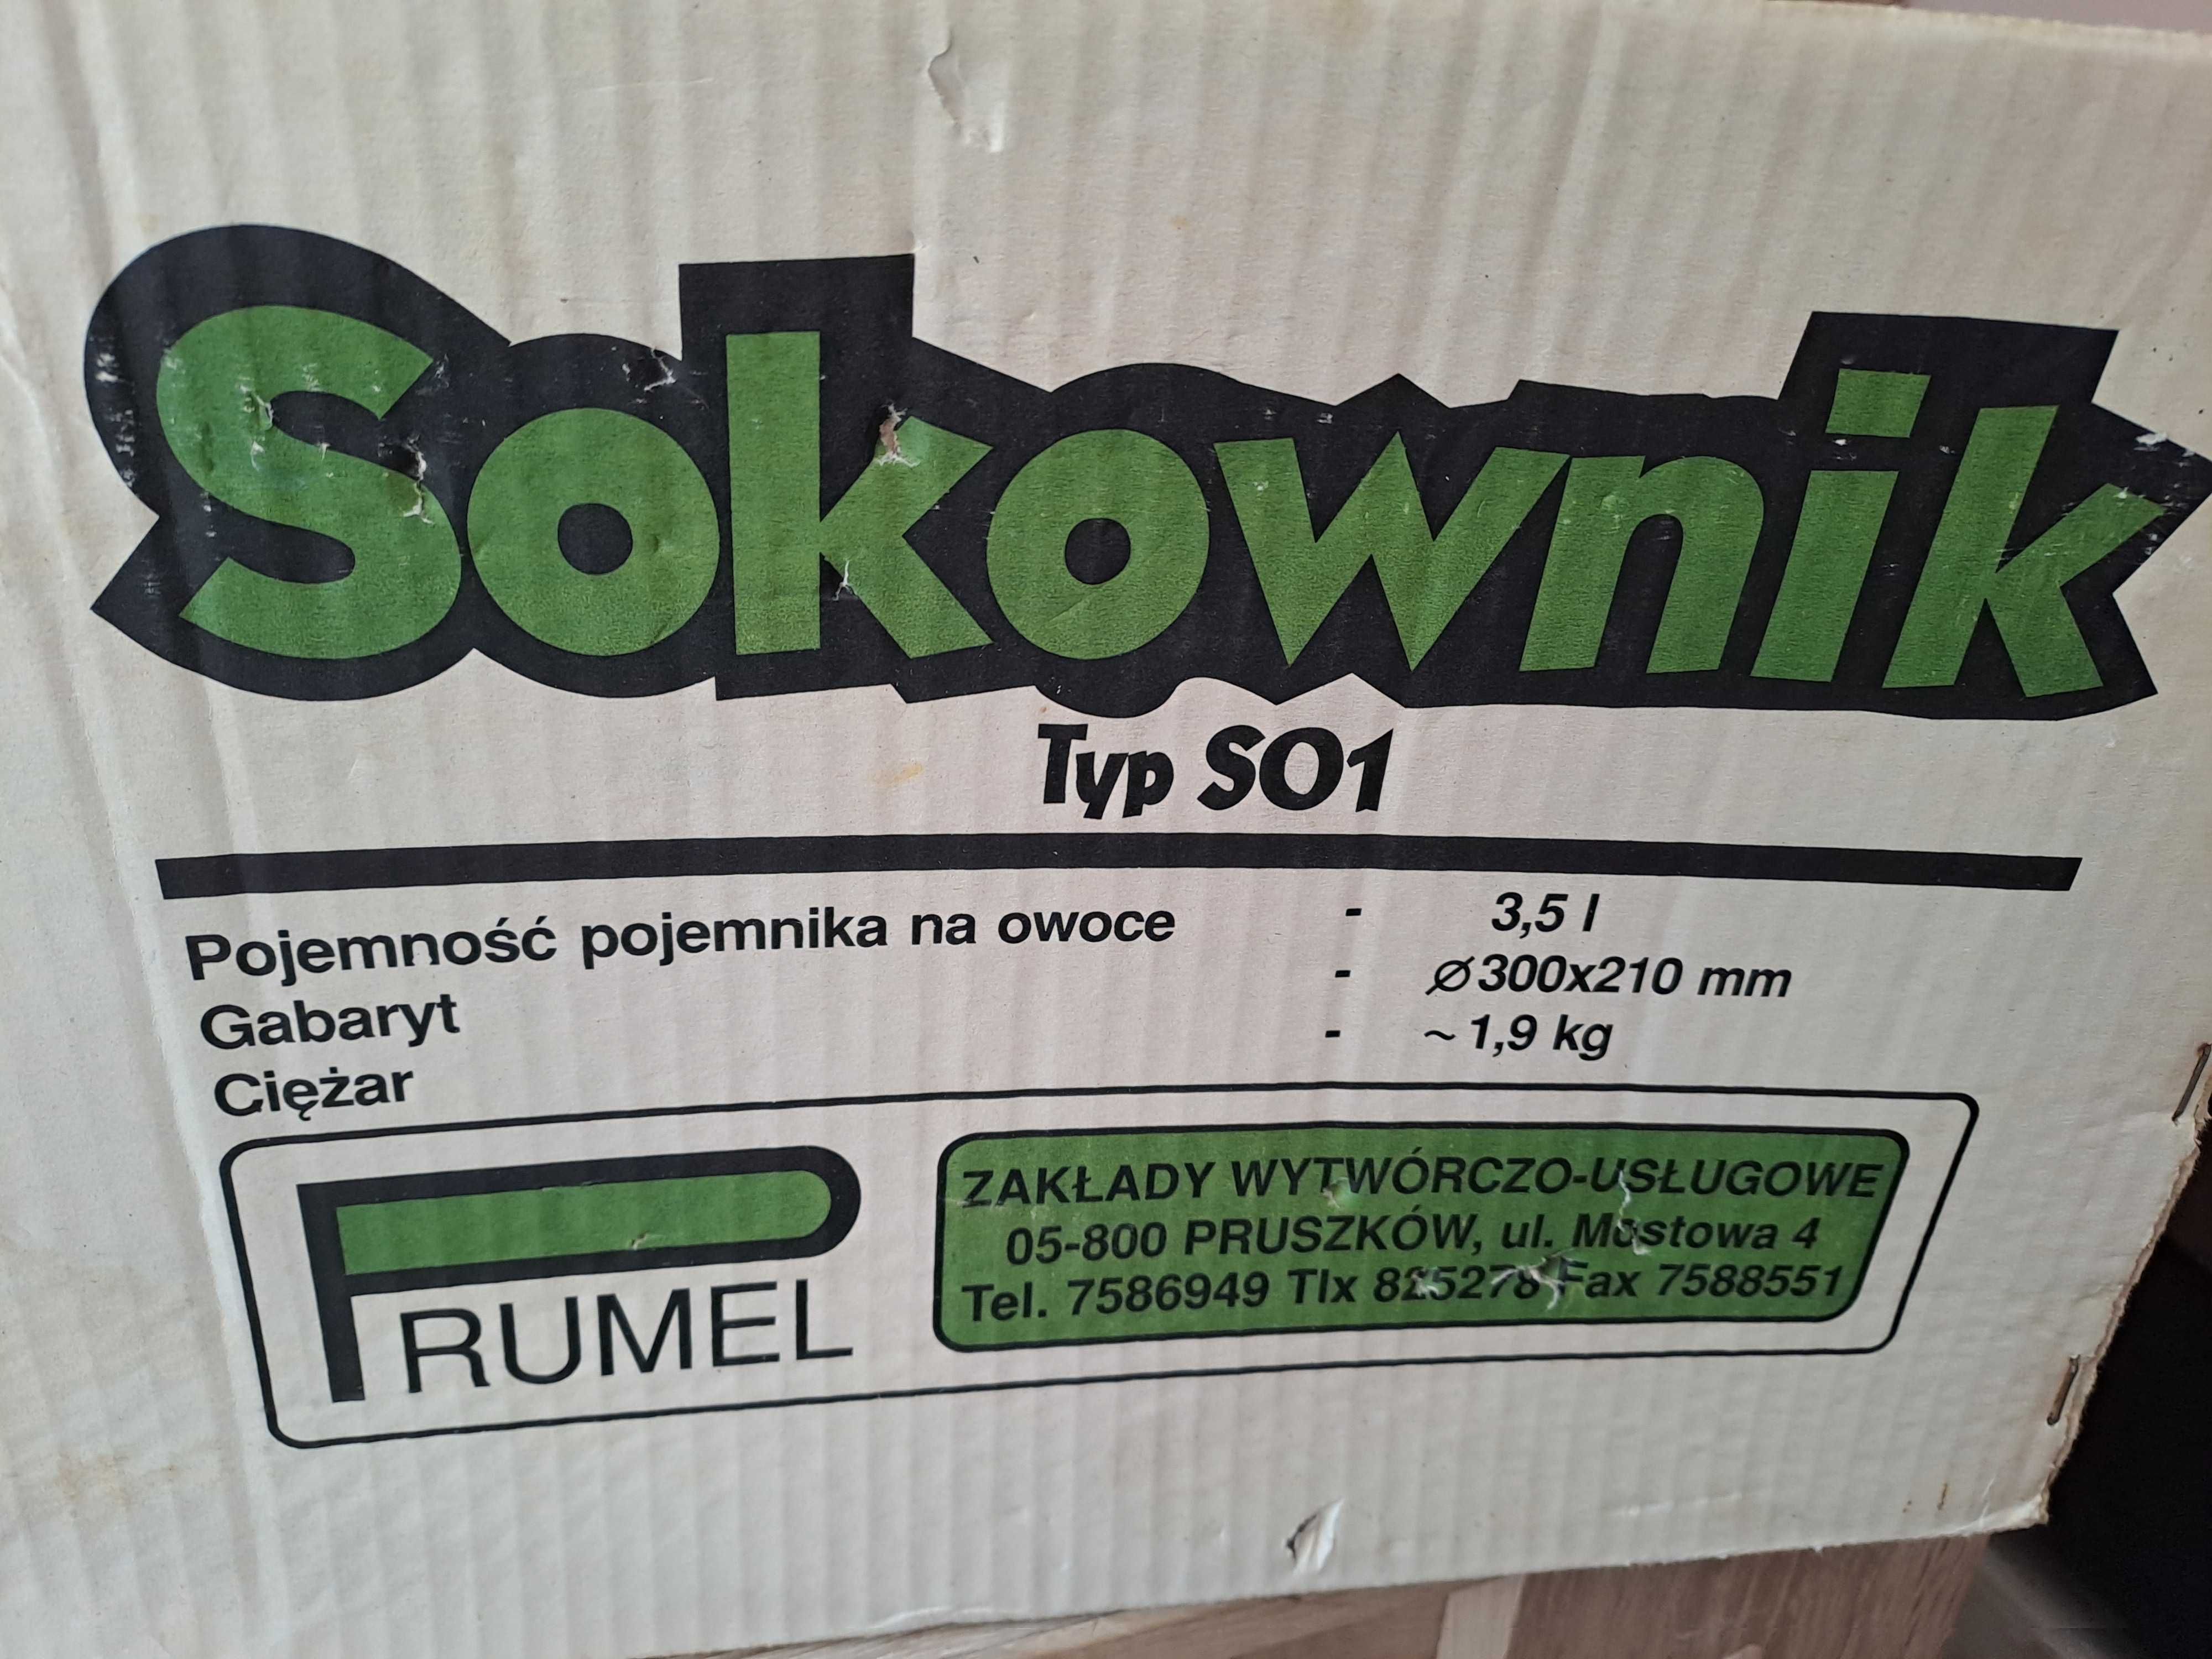 Sokownik
Typ SO1
Pojemność pojemnika na owoce - 3,5 l
Gabaryt - ⌀300x210 mm
Ciężar - ~1,9 kg
PRUMEL
ZAKŁADY WYTWÓRCZO-USŁUGOWE
05-800 PRUSZKÓW, ul. Mostowa 4
Tel. 7586949 Tlx 825278 Fax 7588551